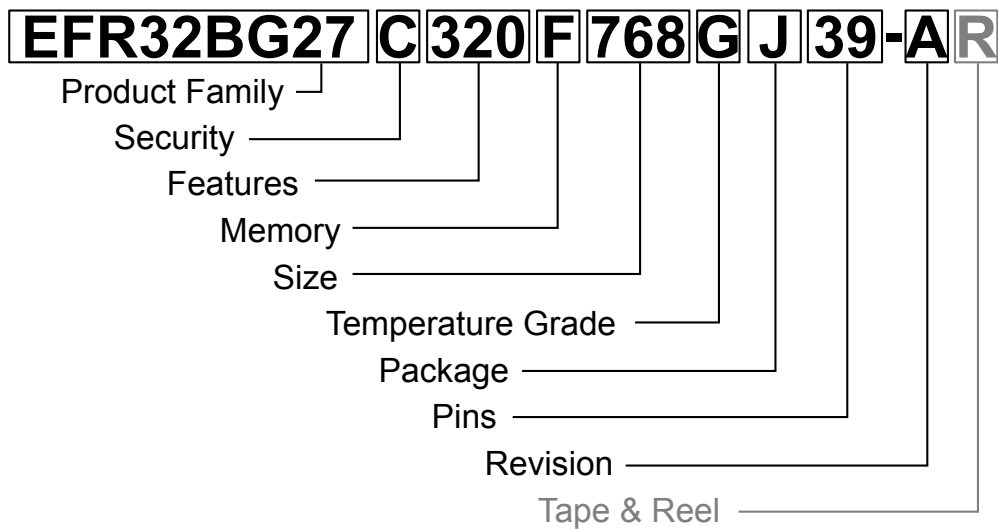 EFR32BG27 C 320 F 768 G J 39-A R
Product Family
Security
Features
Memory
Size
Temperature Grade
Package
Pins
Revision
Tape & Reel